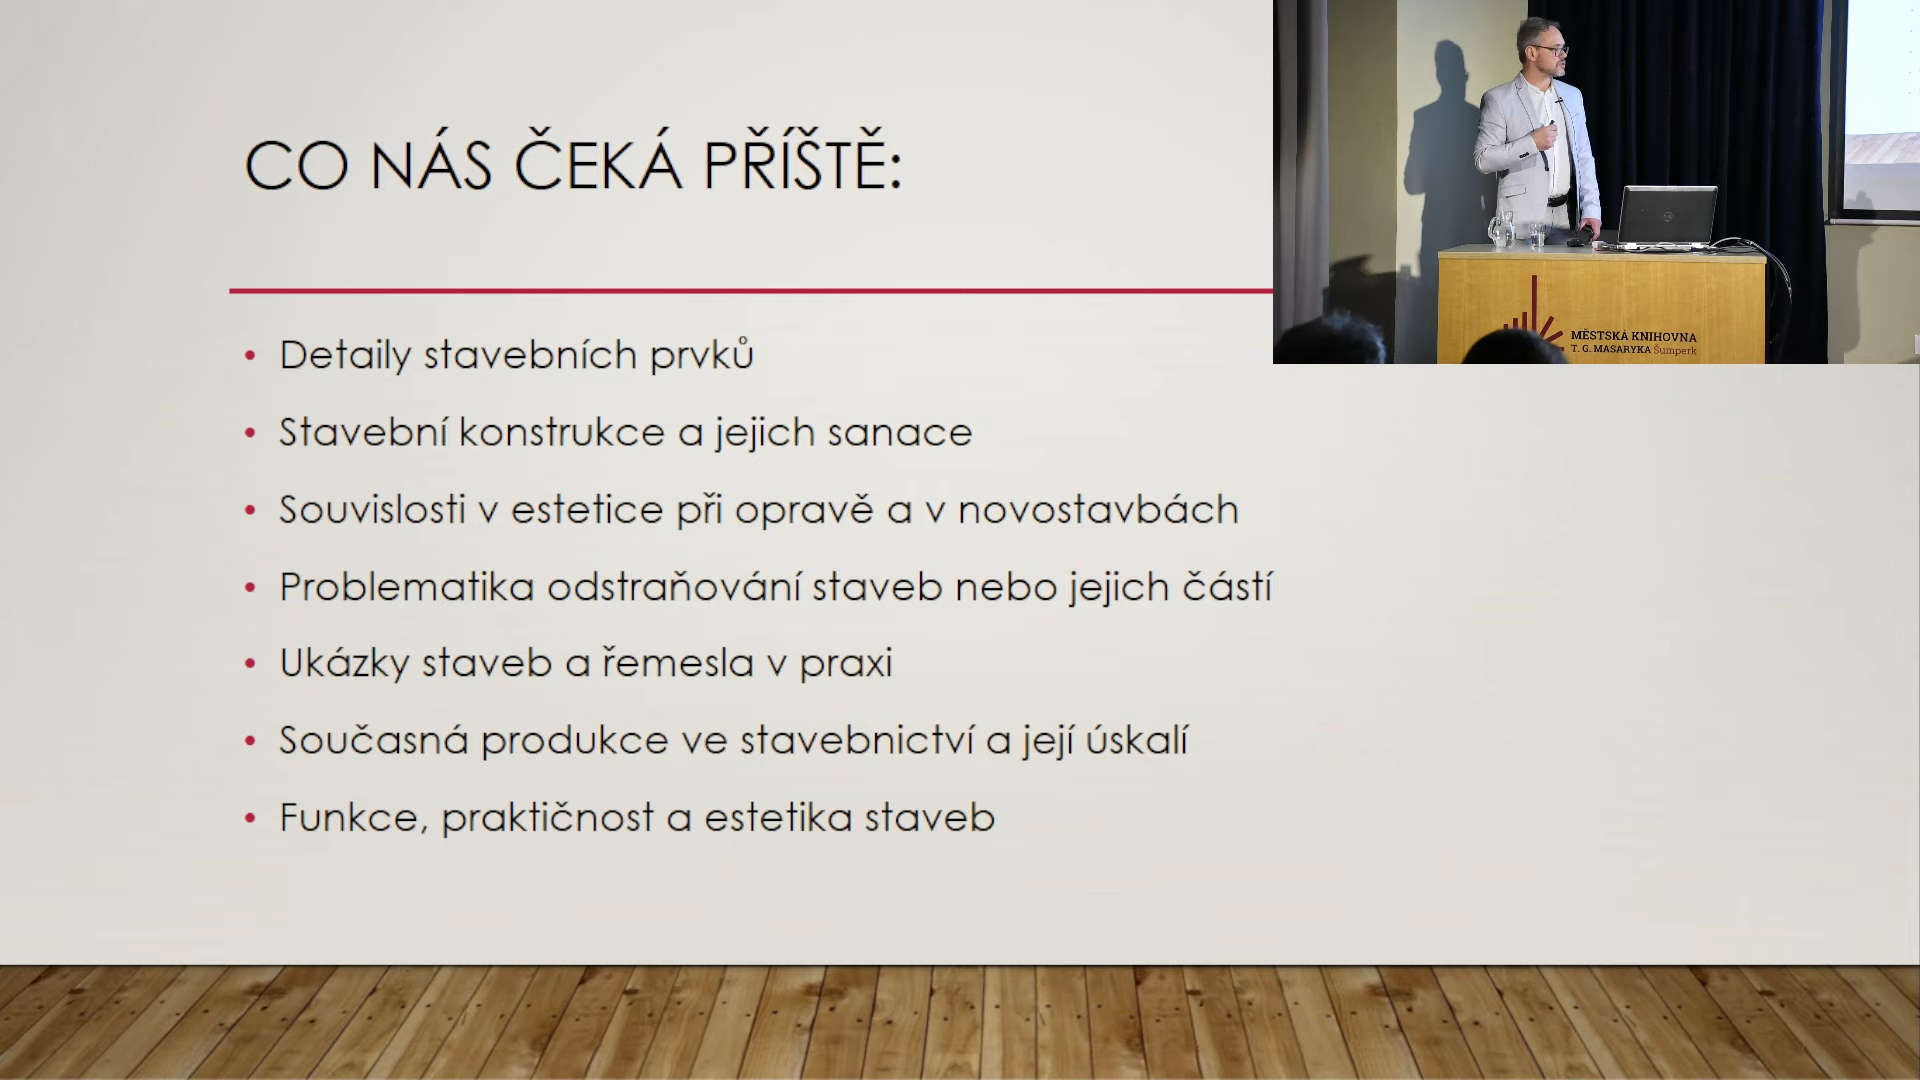 CO NÁS ČEKÁ PŘÍŠTĚ:
• Detaily stavebních prvků
• Stavební konstrukce a jejich sanace
• Souvislosti v estetice při opravě a v novostavbách
• Problematika odstraňování staveb nebo jejich částí
• Ukázky staveb a řemesla v praxi
• Současná produkce ve stavebnictví a její úskalí
• Funkce, praktičnost a estetika staveb
MĚSTSKÁ KNIHOVNA
T. G. MASARYKA Šumperk